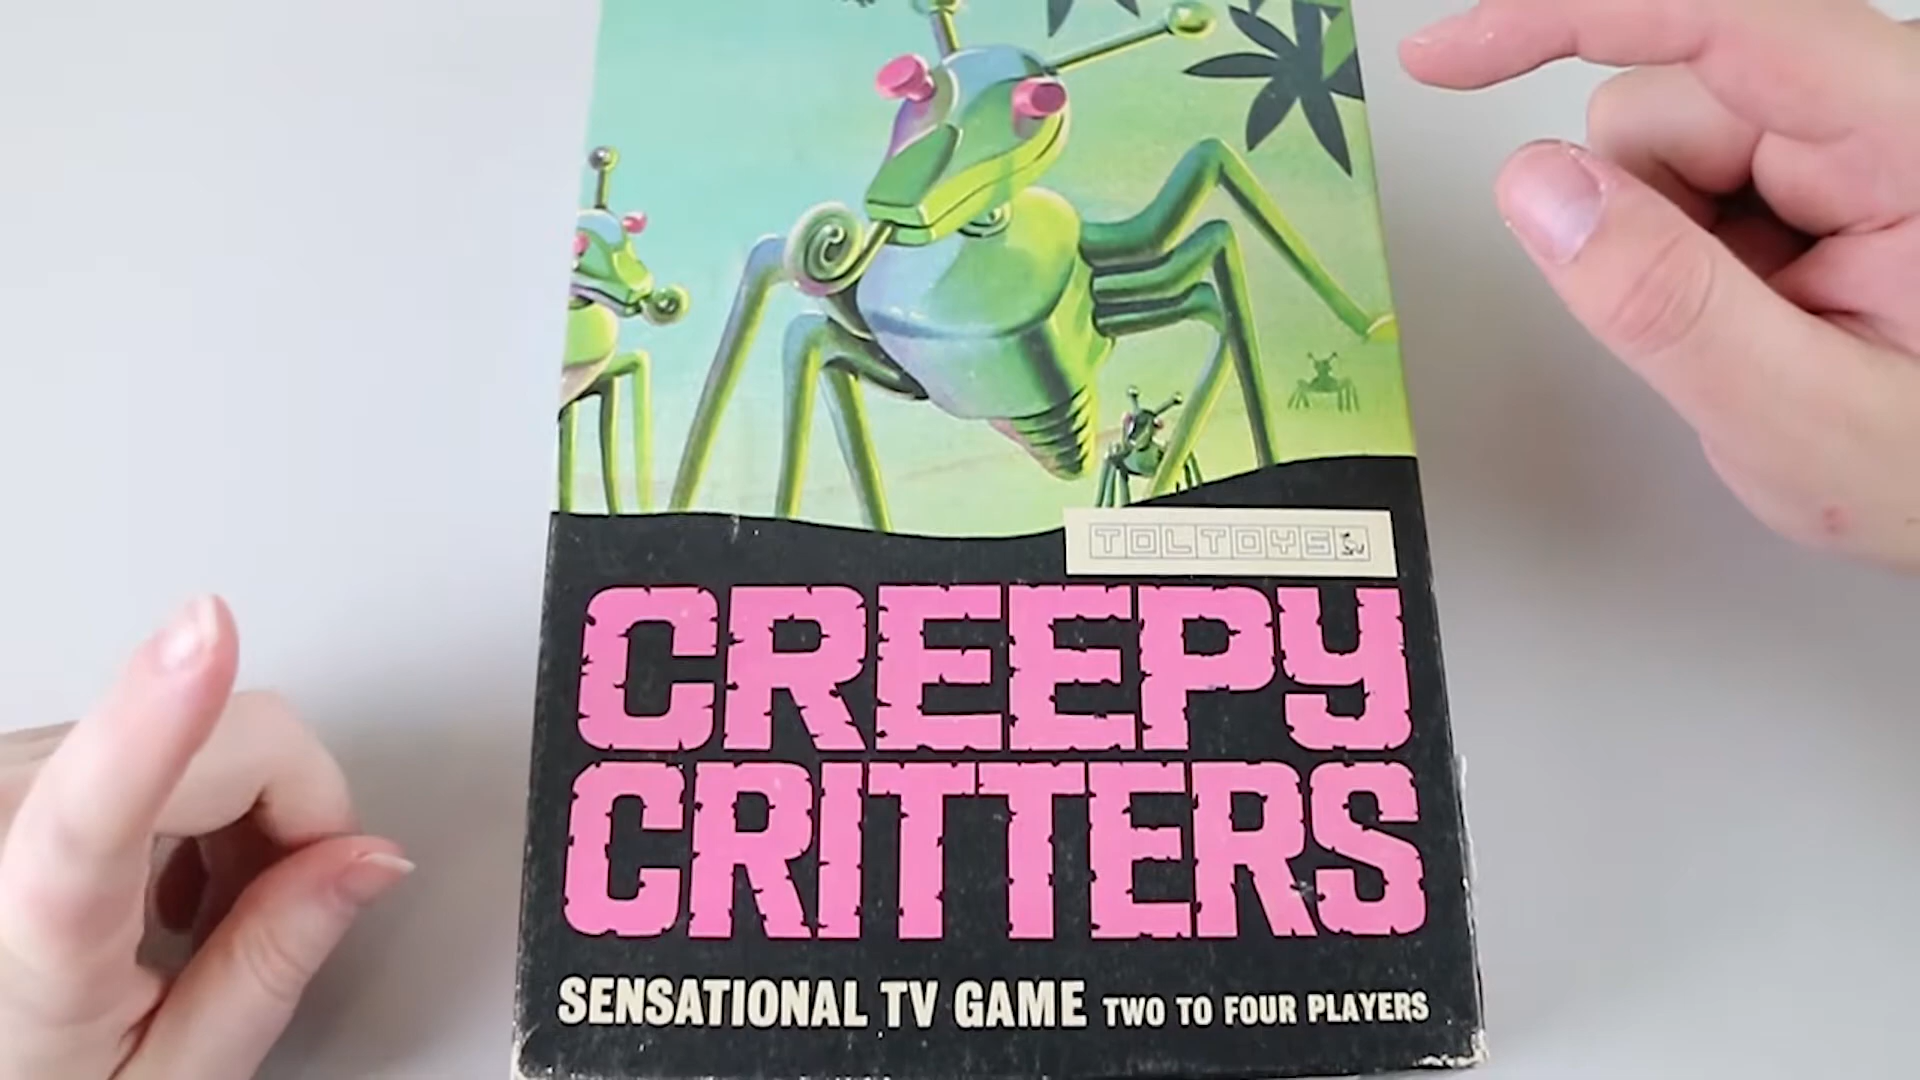 TOLTOYS
CREEPY
CRITTERS
SENSATIONAL TV GAME TWO TO FOUR PLAYERS